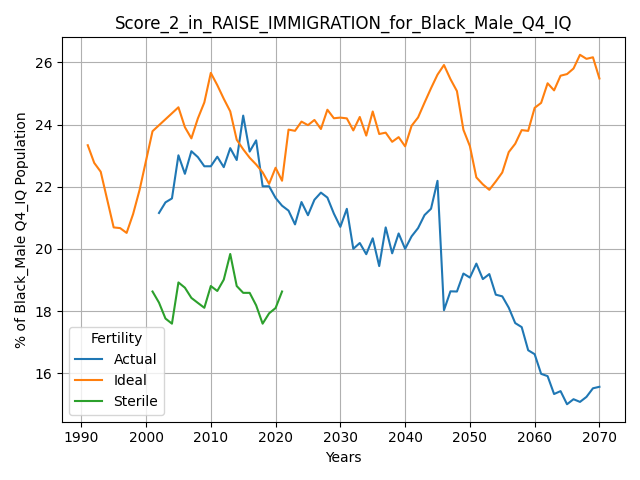 Score_2_in_RAISE_IMMIGRATION_for_Black_Male_Q4_IQ
% of Black_Male Q4_IQ Population
26
24
22
20
18
16
Fertility
Actual
Ideal
Sterile
1990 2000 2010 2020 2030 2040 2050 2060 2070
Years